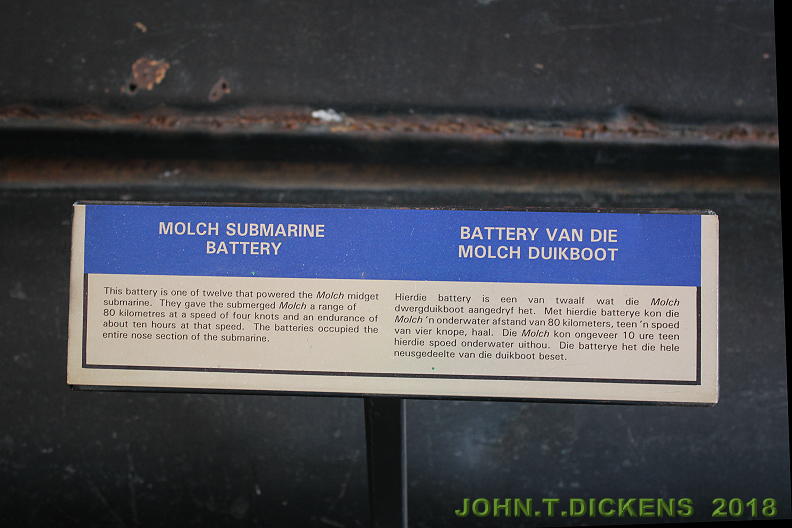 MOLCH SUBMARINE
BATTERY
This battery is one of twelve that powered the Molch midget
submarine. They gave the submerged Molch a range of
80 kilometres at a speed of four knots and an endurance of
about ten hours at that speed. The batteries occupied the
entire nose section of the submarine.
BATTERY VAN DIE
MOLCH DUIKBOOT
Hierdie battery is een van twaalf wat die Molch
dwergduikboot aangedryf het. Met hierdie batterye kon die
Molch 'n onderwater afstand van 80 kilometers, teen 'n spoed
van vier knope, haal. Die Molch kon ongeveer 10 ure teen
hierdie spoed onderwater uithou. Die batterye het die hele
neusgedeelte van die duikboot beset.
JOHN.T.DICKENS 2018